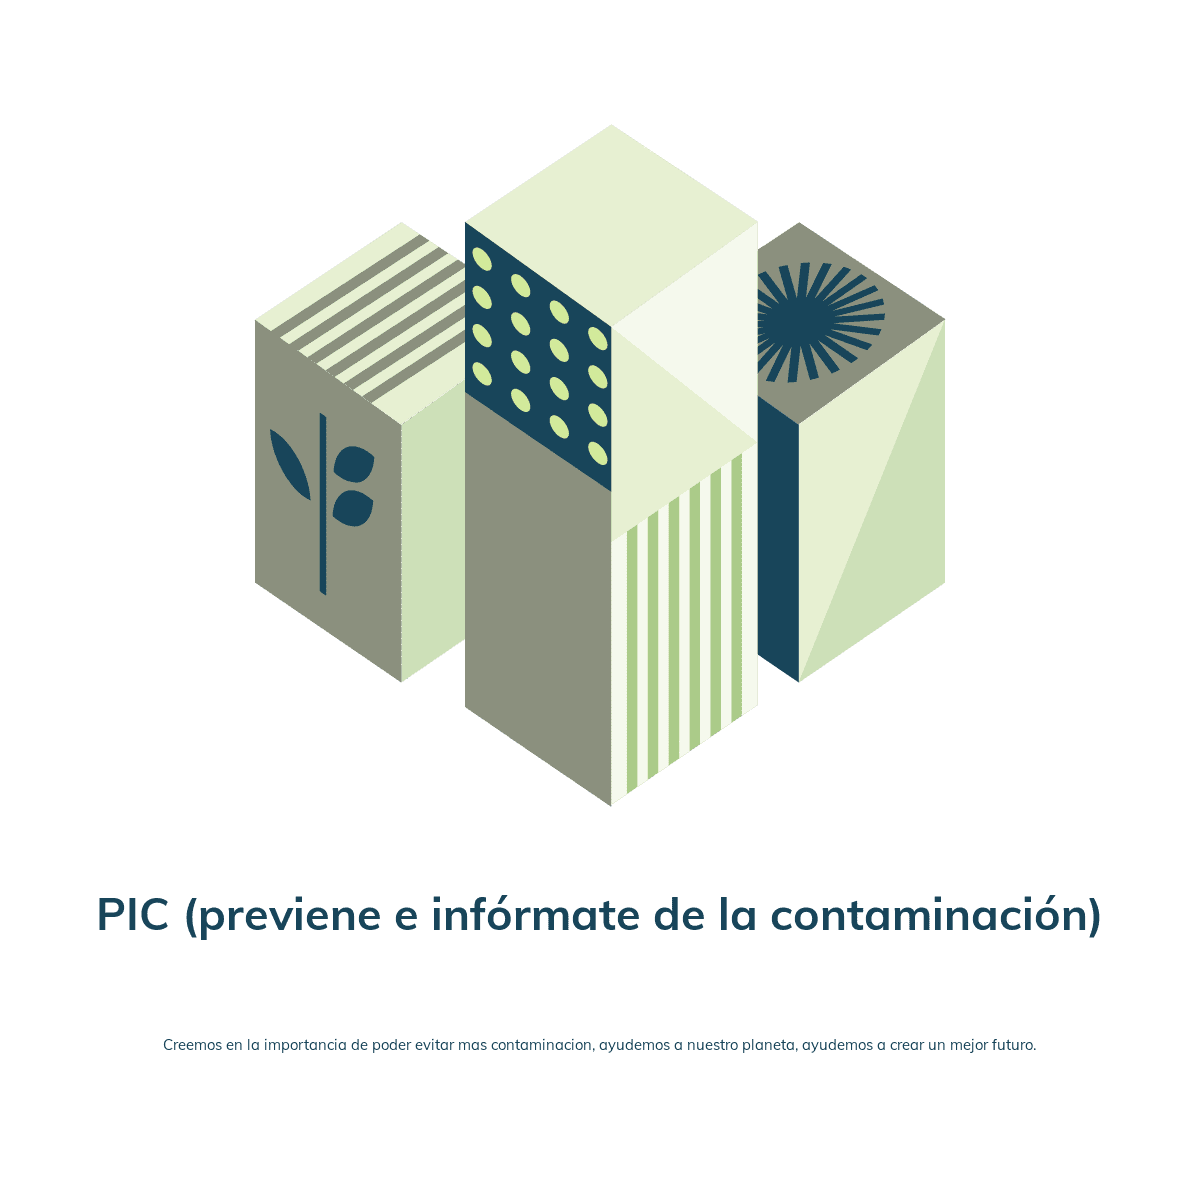 PIC (previene e infórmate de la contaminación)
Creemos en la importancia de poder evitar mas contaminacion, ayudemos a nuestro planeta, ayudemos a crear un mejor futuro.